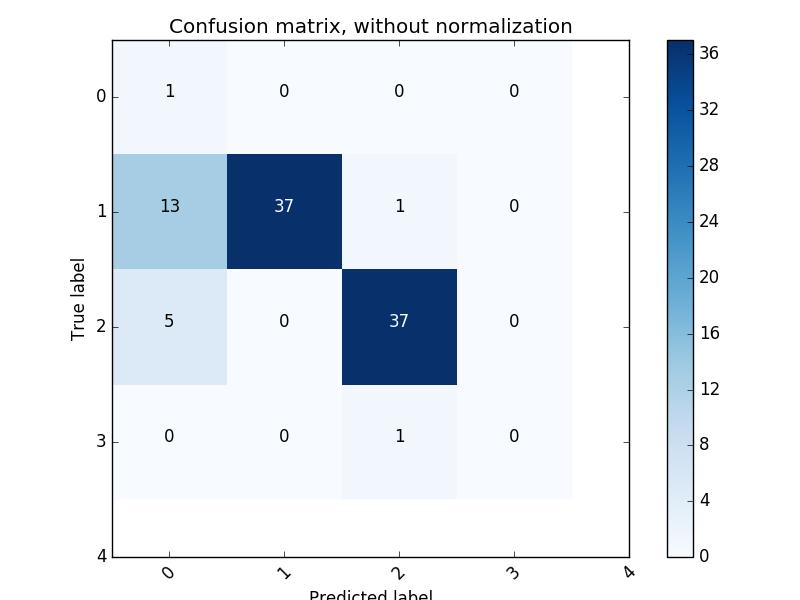 Confusion matrix, without normalization
0 1 0 0 0
1 13 37 1 0
2 5 0 37 0
3 0 0 1 0
4
0 1 2 3 4
True label
Predicted label
36
32
28
24
20
16
12
8
4
0